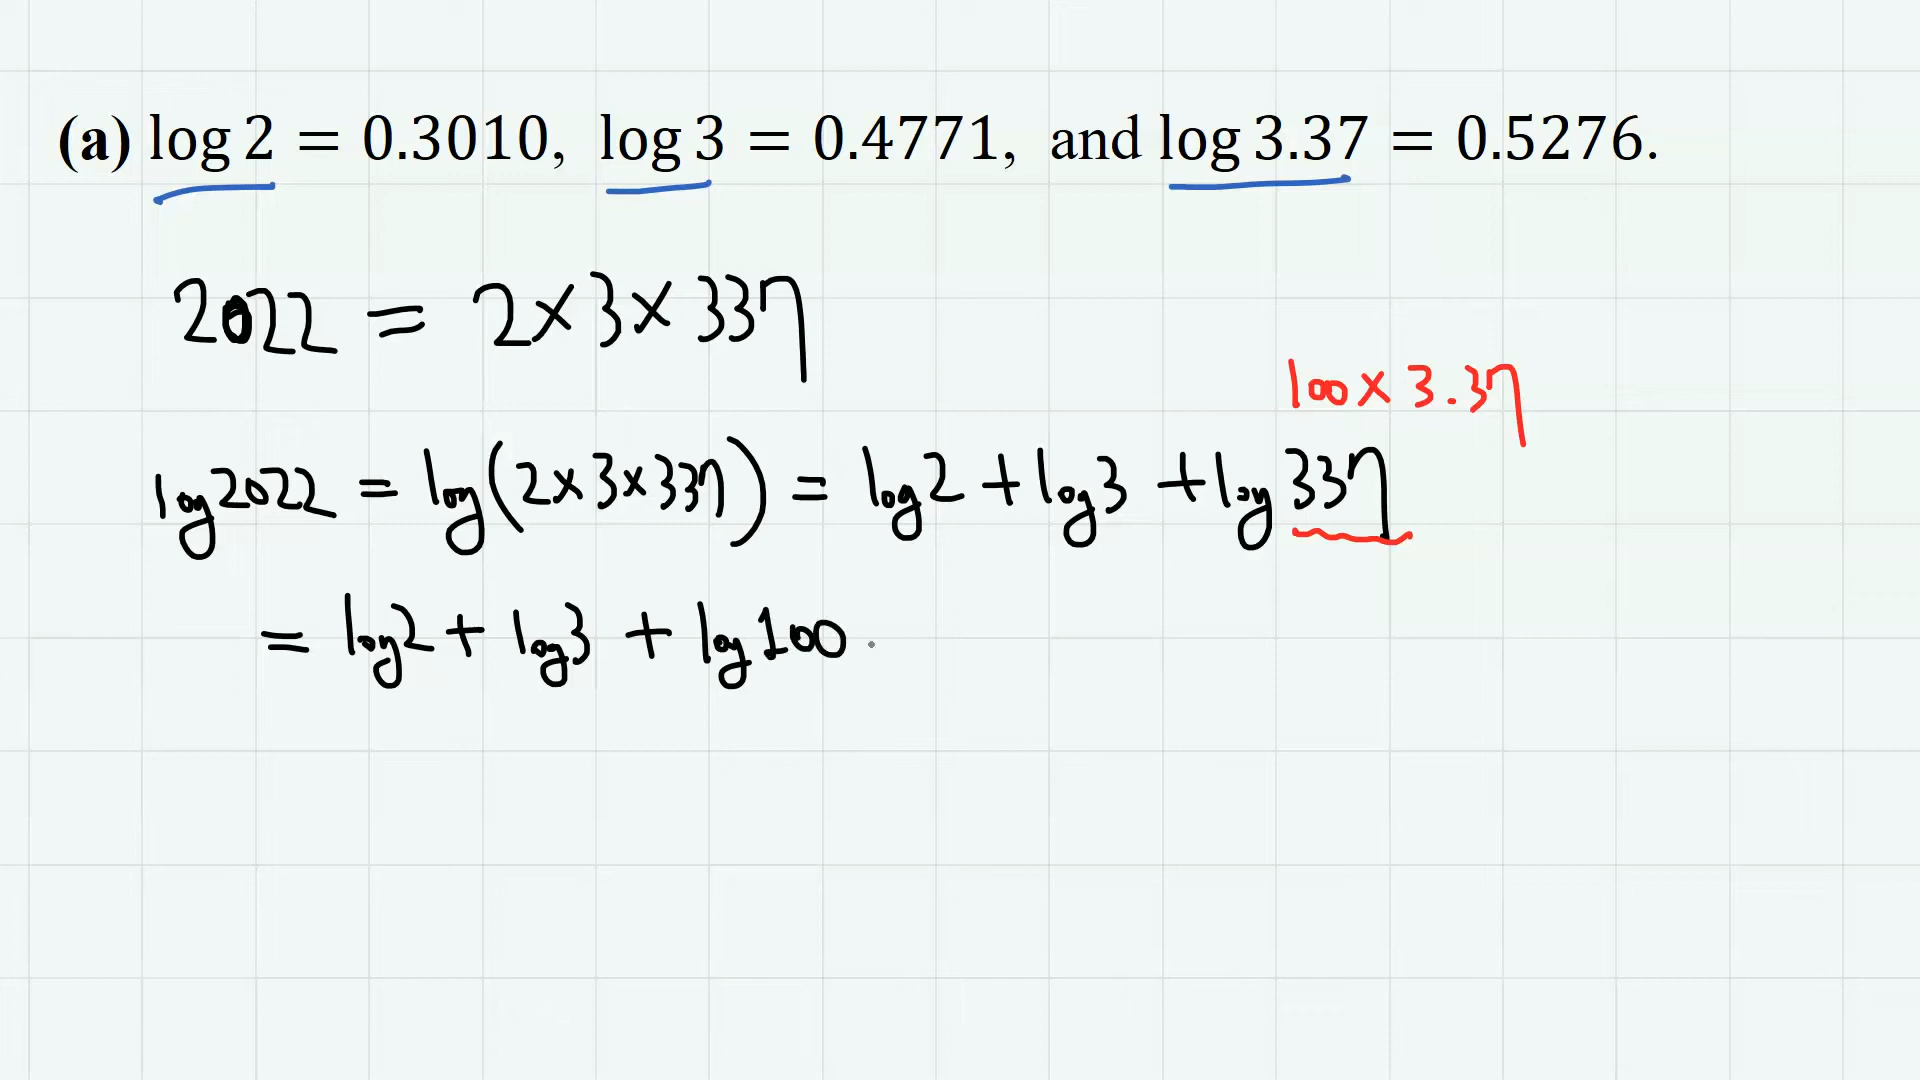 (a) log 2 = 0.3010, log 3 = 0.4771, and log 3.37 = 0.5276.
2022 = 2×3×337
100×3.37
log2022 = log(2×3×337) = log2 + log3 + log337
= log2 + log3 + log100